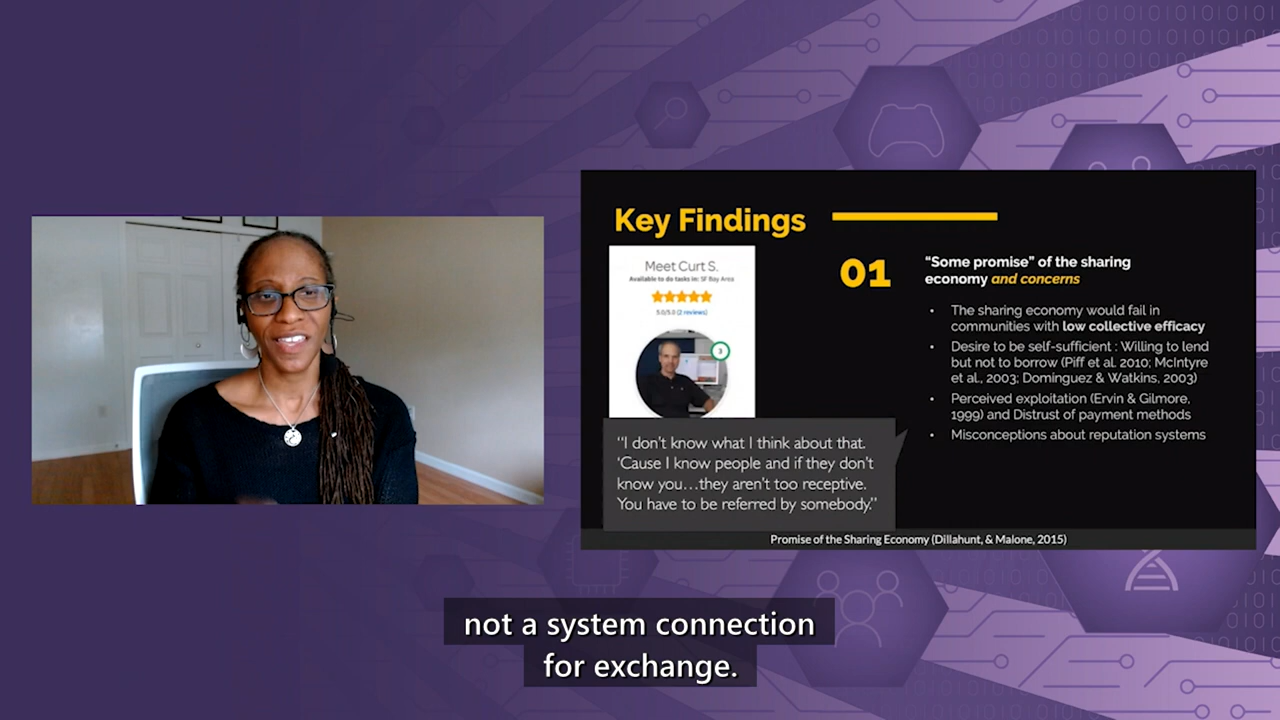 Key Findings
Meet Curt S.
Available to do tasks in: SF Bay Area
5.0/5.0 (2 reviews)
3
"I don't know what I think about that.
'Cause I know people and if they don't
know you…they aren't too receptive.
You have to be referred by somebody."
01
"Some promise" of the sharing
economy and concerns
• The sharing economy would fail in
communities with low collective efficacy
• Desire to be self-sufficient : Willing to lend
but not to borrow (Piff et al. 2010; McIntyre
et al., 2003; Domínguez & Watkins, 2003)
• Perceived exploitation (Ervin & Gilmore,
1999) and Distrust of payment methods
• Misconceptions about reputation systems
Promise of the Sharing Economy (Dillahunt, & Malone, 2015)
not a system connection
for exchange.